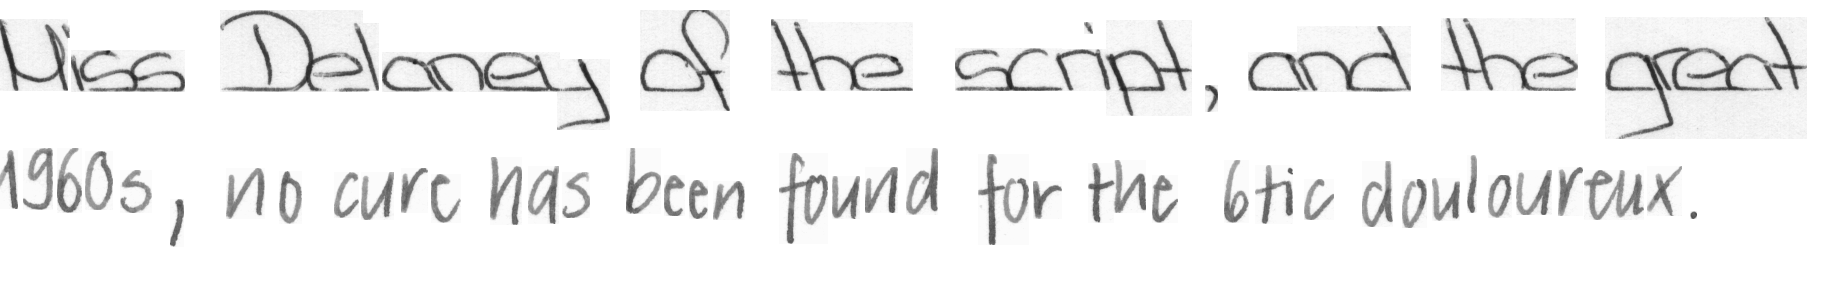 Miss Delaney of the script, and the great
1960s, no cure has been found for the 6tic douloureux.